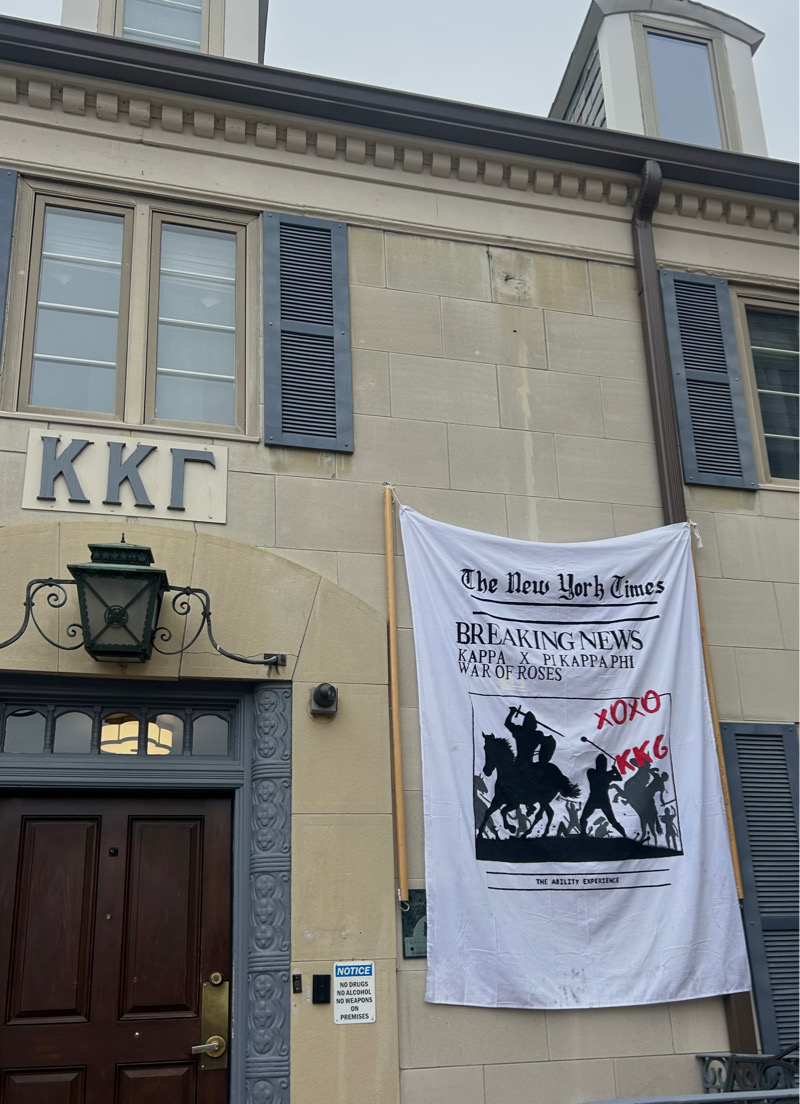 ΚΚΓ
The New York Times
BREAKING NEWS
KAPPA X PI KAPPA PHI
WAR OF ROSES
XOXO
KKG
THE ABILITY EXPERIENCE
NOTICE
NO DRUGS
NO ALCOHOL
NO WEAPONS
ON
PREMISES